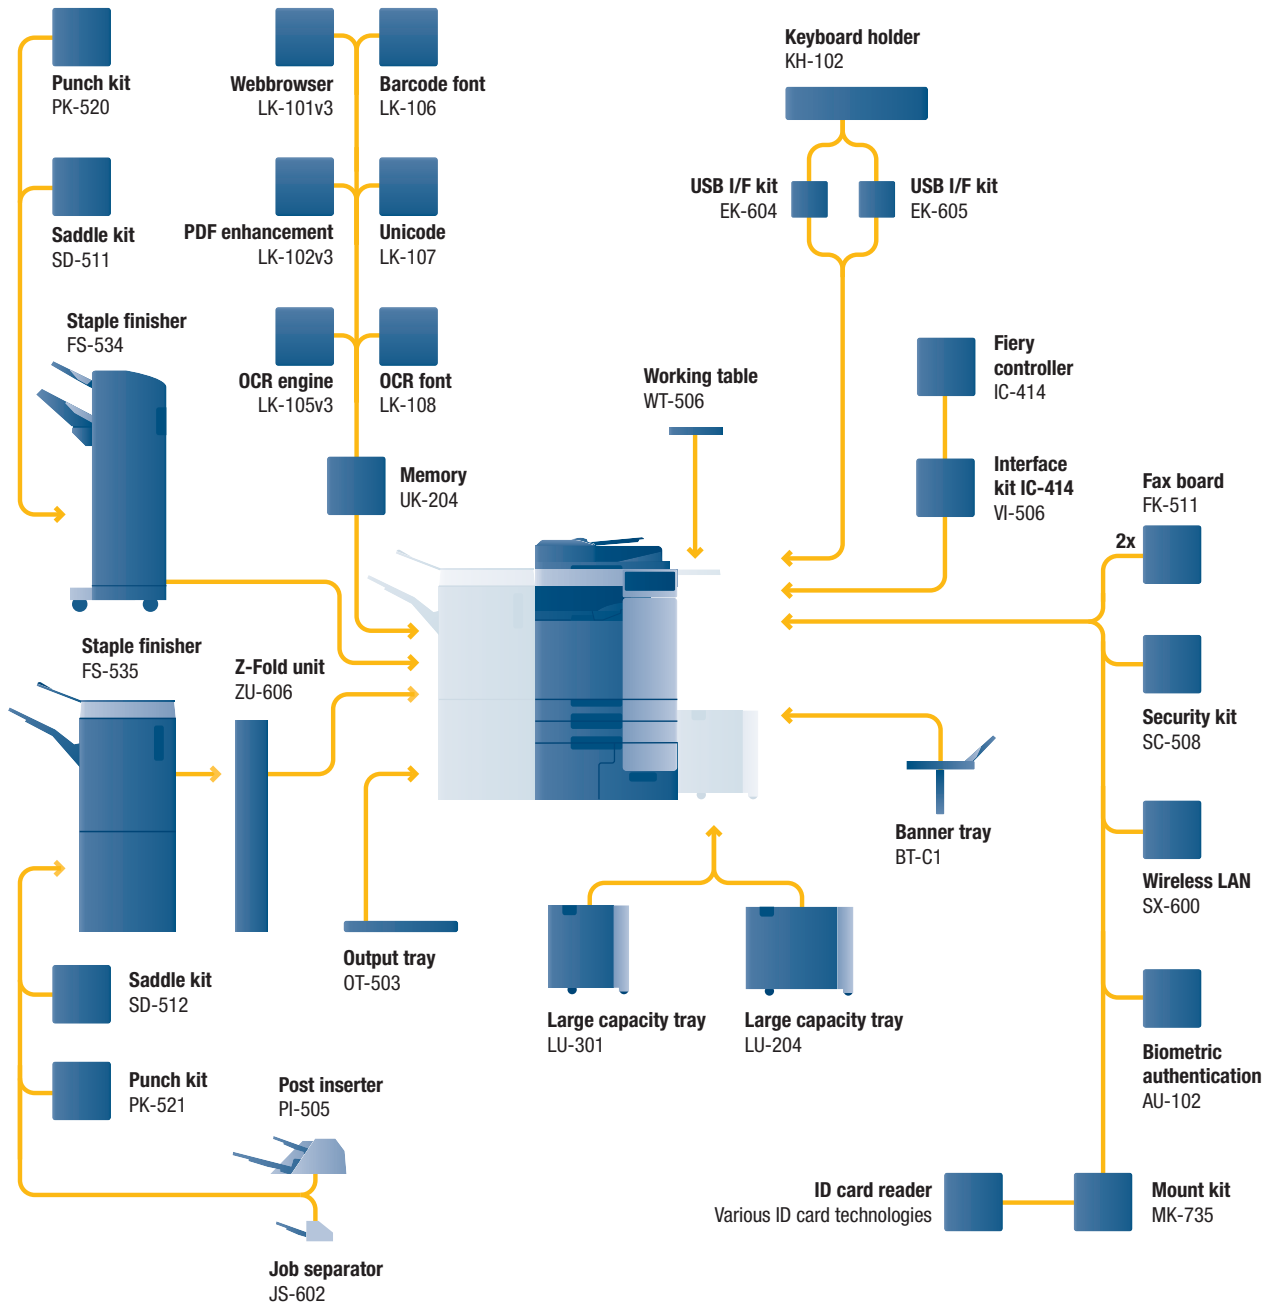 Punch kit
PK-520
Saddle kit
SD-511
Staple finisher
FS-534
Webbrowser
LK-101v3
Barcode font
LK-106
PDF enhancement
LK-102v3
Unicode
LK-107
OCR engine
LK-105v3
OCR font
LK-108
Memory
UK-204
Keyboard holder
KH-102
USB I/F kit
EK-604
USB I/F kit
EK-605
Working table
WT-506
Fiery
controller
IC-414
Interface
kit IC-414
VI-506
Fax board
FK-511
2x
Security kit
SC-508
Wireless LAN
SX-600
Biometric
authentication
AU-102
Mount kit
MK-735
ID card reader
Various ID card technologies
Banner tray
BT-C1
Large capacity tray
LU-301
Large capacity tray
LU-204
Output tray
OT-503
Staple finisher
FS-535
Z-Fold unit
ZU-606
Saddle kit
SD-512
Punch kit
PK-521
Post inserter
PI-505
Job separator
JS-602